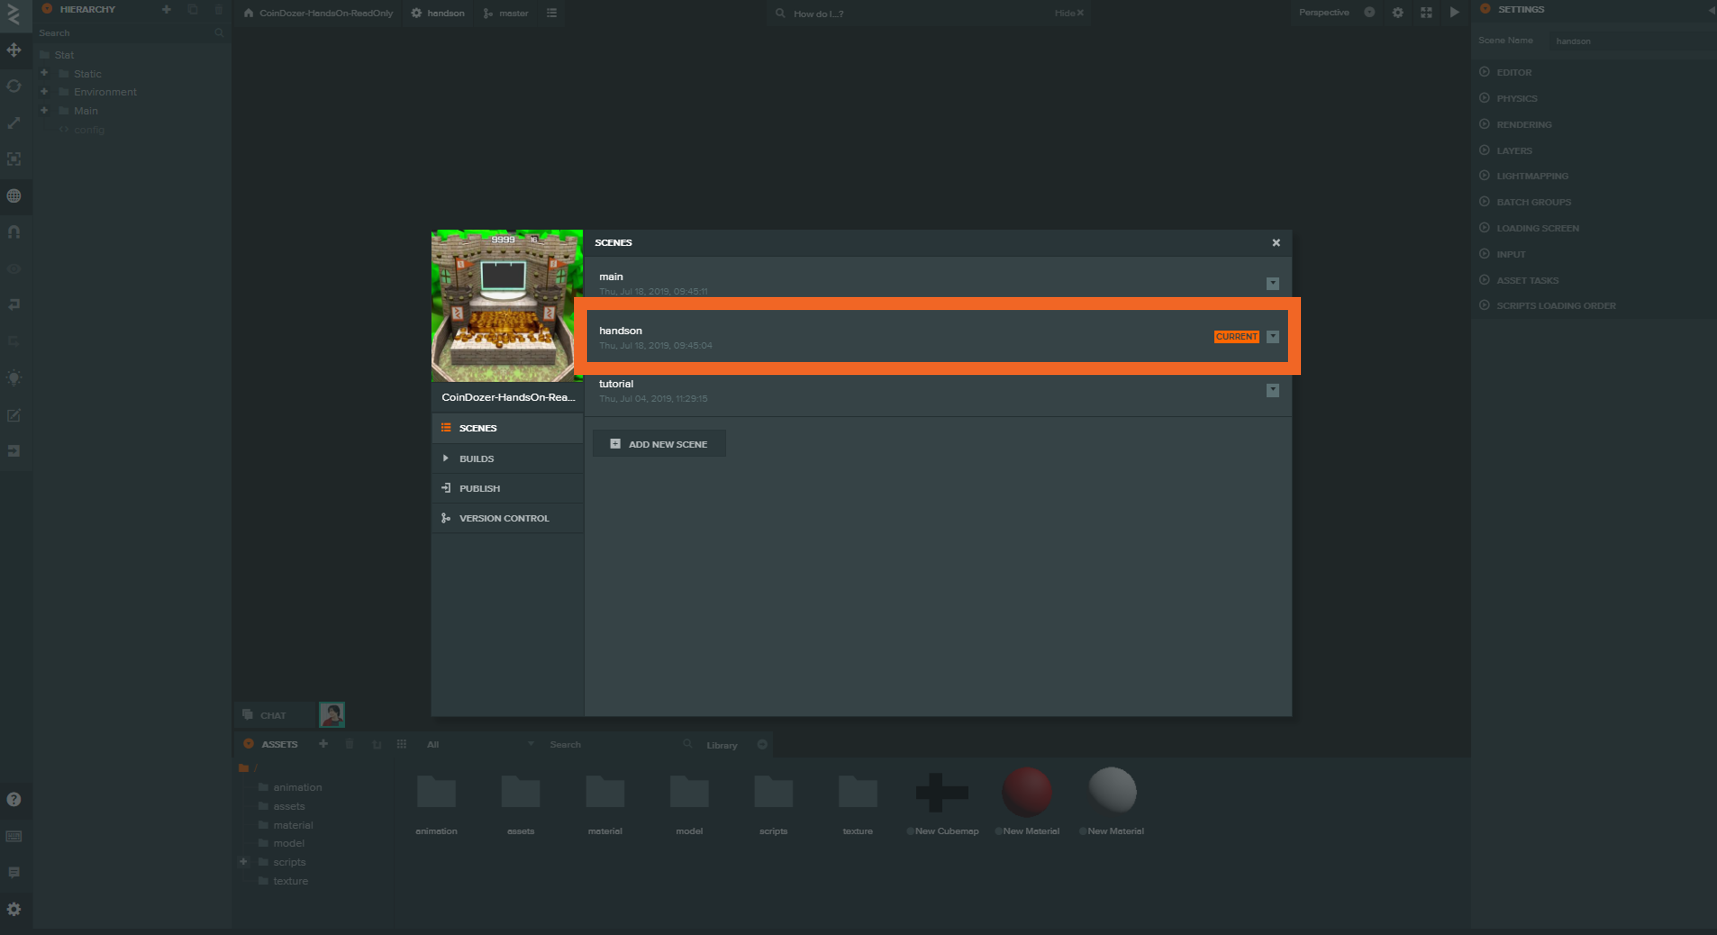 HIERARCHY
Search
Stat
Static
Environment
Main
config
CoinDozer-HandsOn-ReadOnly
handson
master
How do I...?
Hide
Perspective
SETTINGS
Scene Name
handson
EDITOR
PHYSICS
RENDERING
LAYERS
LIGHTMAPPING
BATCH GROUPS
LOADING SCREEN
INPUT
ASSET TASKS
SCRIPTS LOADING ORDER
9999
CoinDozer-HandsOn-Rea...
SCENES
BUILDS
PUBLISH
VERSION CONTROL
SCENES
main
Thu, Jul 18, 2019, 09:45:11
handson
Thu, Jul 18, 2019, 09:45:04
CURRENT
tutorial
Thu, Jul 04, 2019, 11:29:15
ADD NEW SCENE
CHAT
ASSETS
All
Search
Library
/
animation
assets
material
model
scripts
texture
animation
assets
material
model
scripts
texture
New Cubemap
New Material
New Material